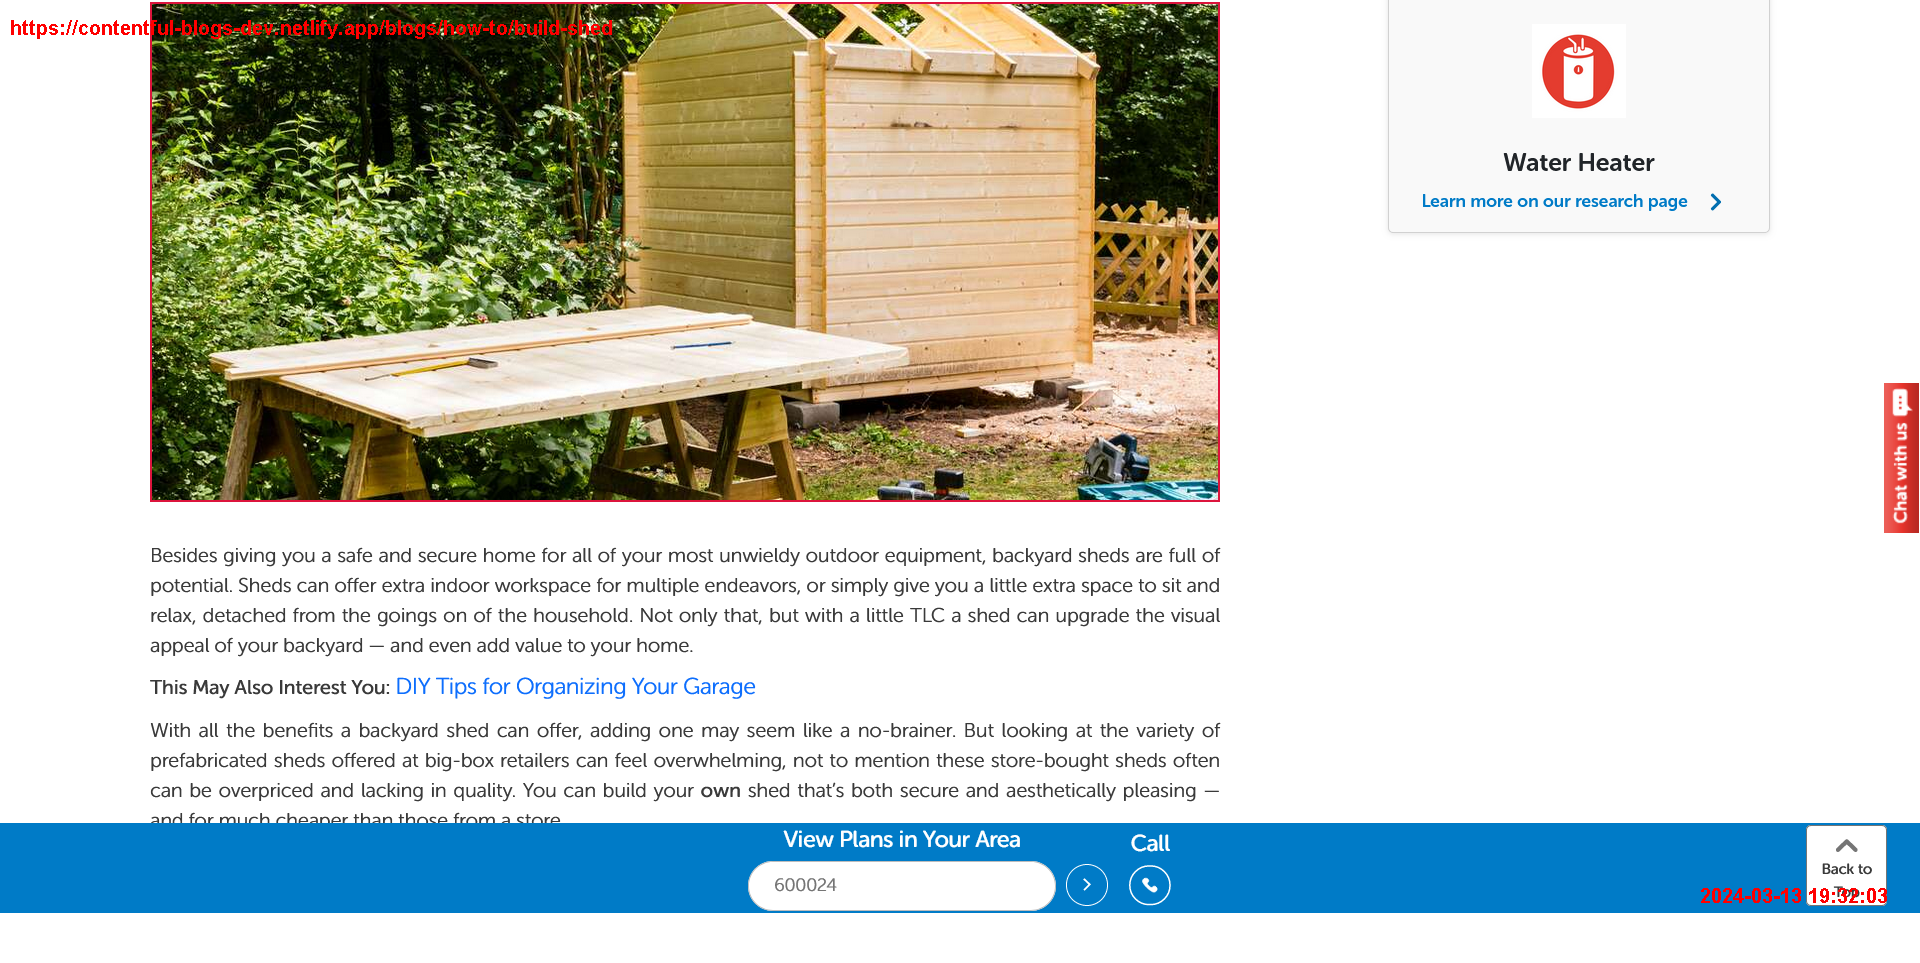 https://contentful-blogs-dev.netlify.app/blogs/how-to/build-shed
Water Heater
Learn more on our research page
Chat with us
Besides giving you a safe and secure home for all of your most unwieldy outdoor equipment, backyard sheds are full of
potential. Sheds can offer extra indoor workspace for multiple endeavors, or simply give you a little extra space to sit and
relax, detached from the goings on of the household. Not only that, but with a little TLC a shed can upgrade the visual
appeal of your backyard — and even add value to your home.
This May Also Interest You: DIY Tips for Organizing Your Garage
With all the benefits a backyard shed can offer, adding one may seem like a no-brainer. But looking at the variety of
prefabricated sheds offered at big-box retailers can feel overwhelming, not to mention these store-bought sheds often
can be overpriced and lacking in quality. You can build your own shed that's both secure and aesthetically pleasing —
and for much cheaper than those from a store.
View Plans in Your Area
Call
600024
Back to
Top
2024-03-13 19:32:03